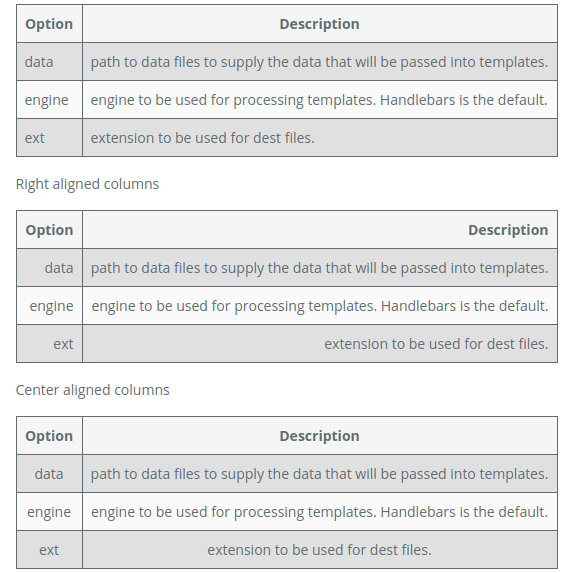 Option Description
data path to data files to supply the data that will be passed into templates.
engine engine to be used for processing templates. Handlebars is the default.
ext extension to be used for dest files.
Right aligned columns
Option Description
data path to data files to supply the data that will be passed into templates.
engine engine to be used for processing templates. Handlebars is the default.
ext extension to be used for dest files.
Center aligned columns
Option Description
data path to data files to supply the data that will be passed into templates.
engine engine to be used for processing templates. Handlebars is the default.
ext extension to be used for dest files.